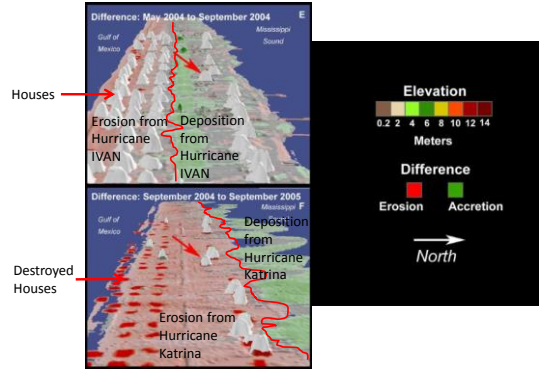 Difference: May 2004 to September 2004
E
Gulf of
Mexico
Mississippi
Sound
Houses
Erosion from
Hurricane
IVAN
Deposition
from
Hurricane
IVAN
Difference: September 2004 to September 2005
F
Gulf of
Mexico
Mississippi
Deposition
from
Hurricane
Katrina
Destroyed
Houses
Erosion from
Hurricane
Katrina
Elevation
0.2 2 4 6 8 10 12 14
Meters
Difference
Erosion Accretion
North